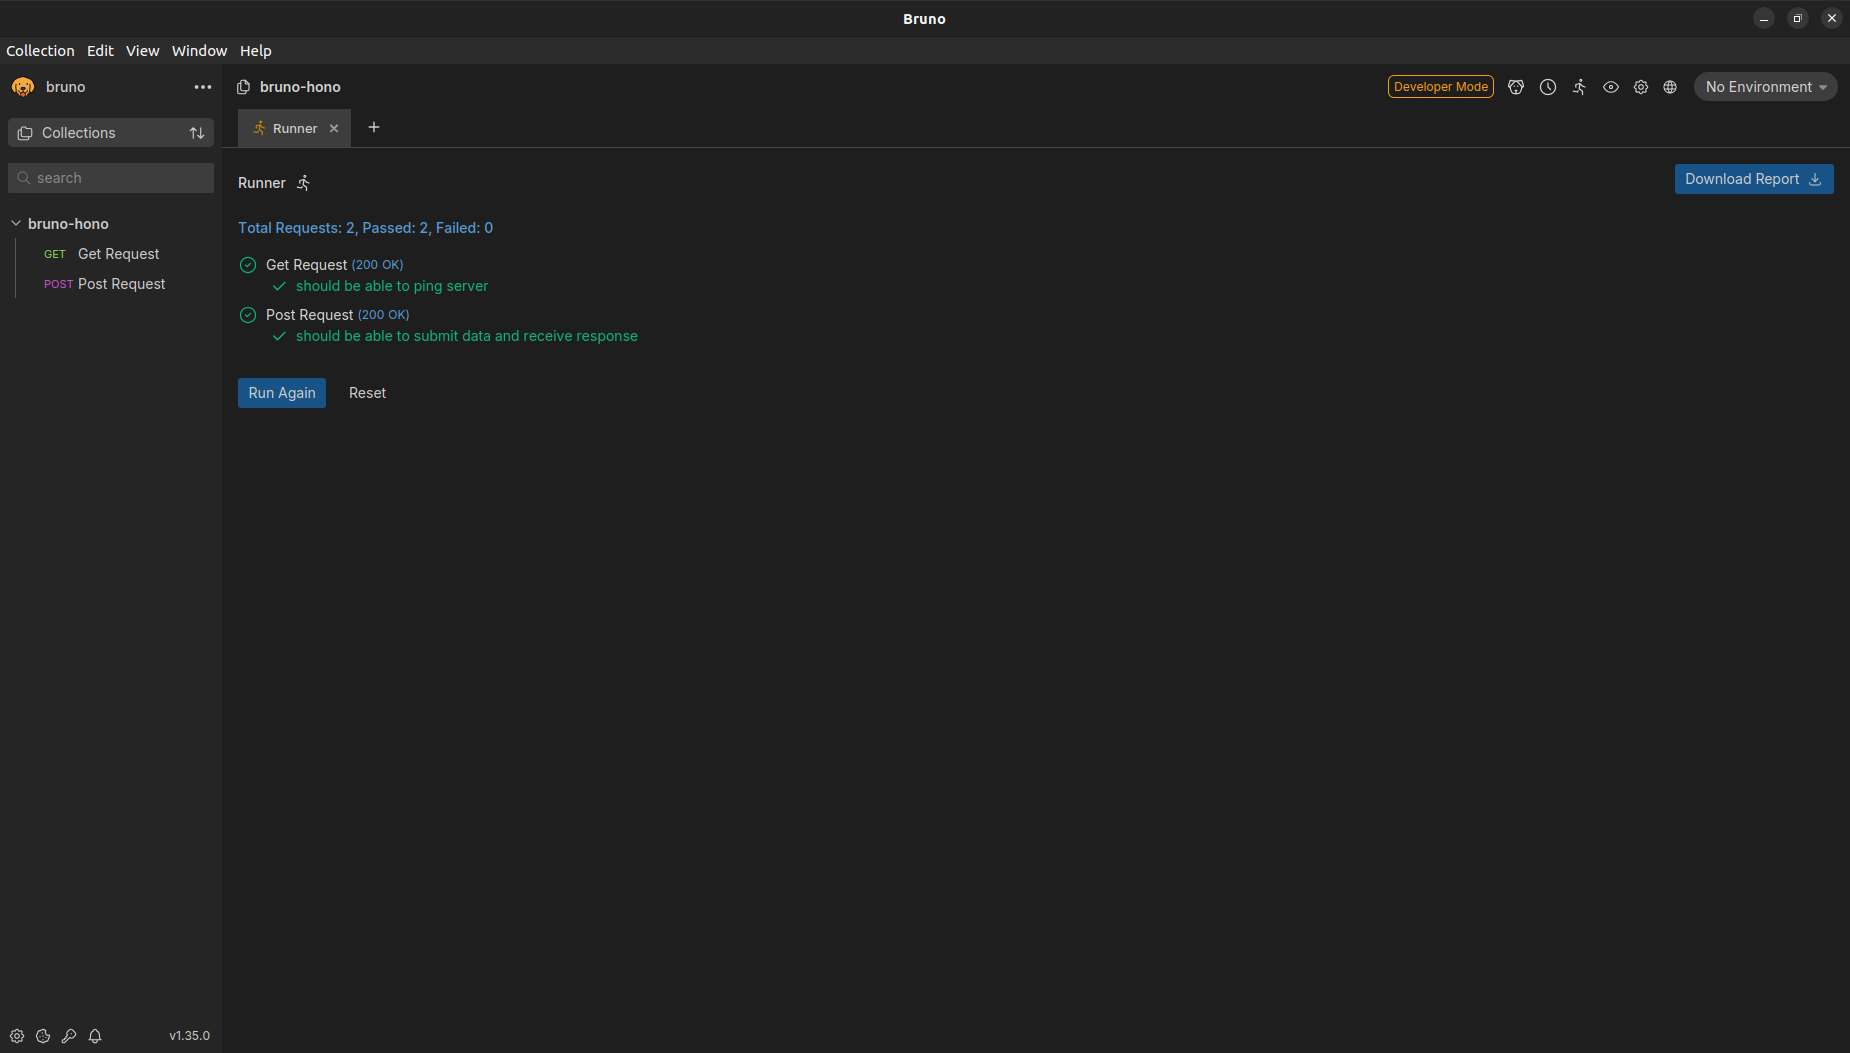 Bruno
Collection Edit View Window Help
bruno
bruno-hono
Developer Mode
No Environment
Collections
Runner
search
Runner
Download Report
bruno-hono
Total Requests: 2, Passed: 2, Failed: 0
GET Get Request
Get Request (200 OK)
POST Post Request
should be able to ping server
Post Request (200 OK)
should be able to submit data and receive response
Run Again
Reset
v1.35.0